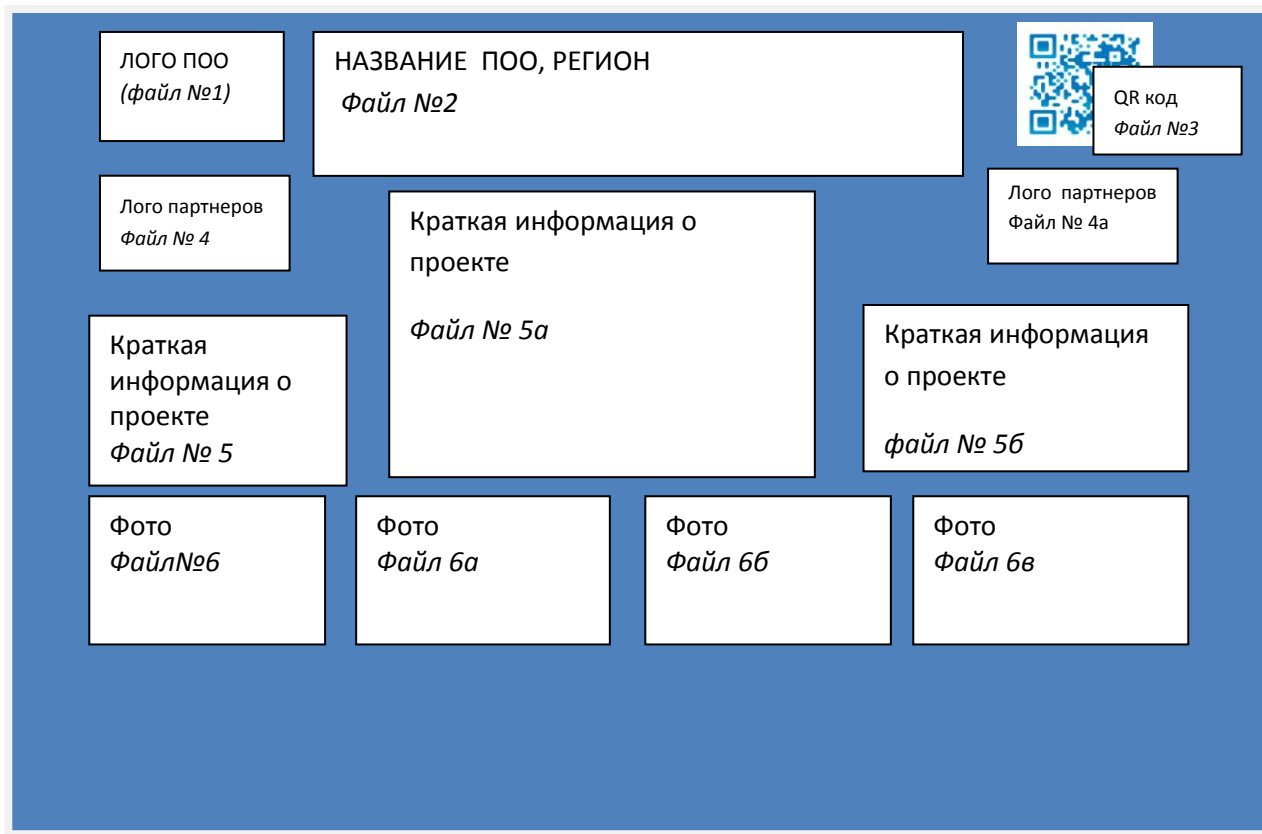 ЛОГО ПОО
(файл №1)
НАЗВАНИЕ  ПОО, РЕГИОН
Файл №2
QR код
Файл №3
Лого партнеров
Файл № 4
Краткая информация о
проекте
Файл № 5а
Лого  партнеров
Файл № 4а
Краткая
информация о
проекте
Файл № 5
Краткая информация
о проекте
файл № 5б
Фото
Файл№6
Фото
Файл 6а
Фото
Файл 6б
Фото
Файл 6в